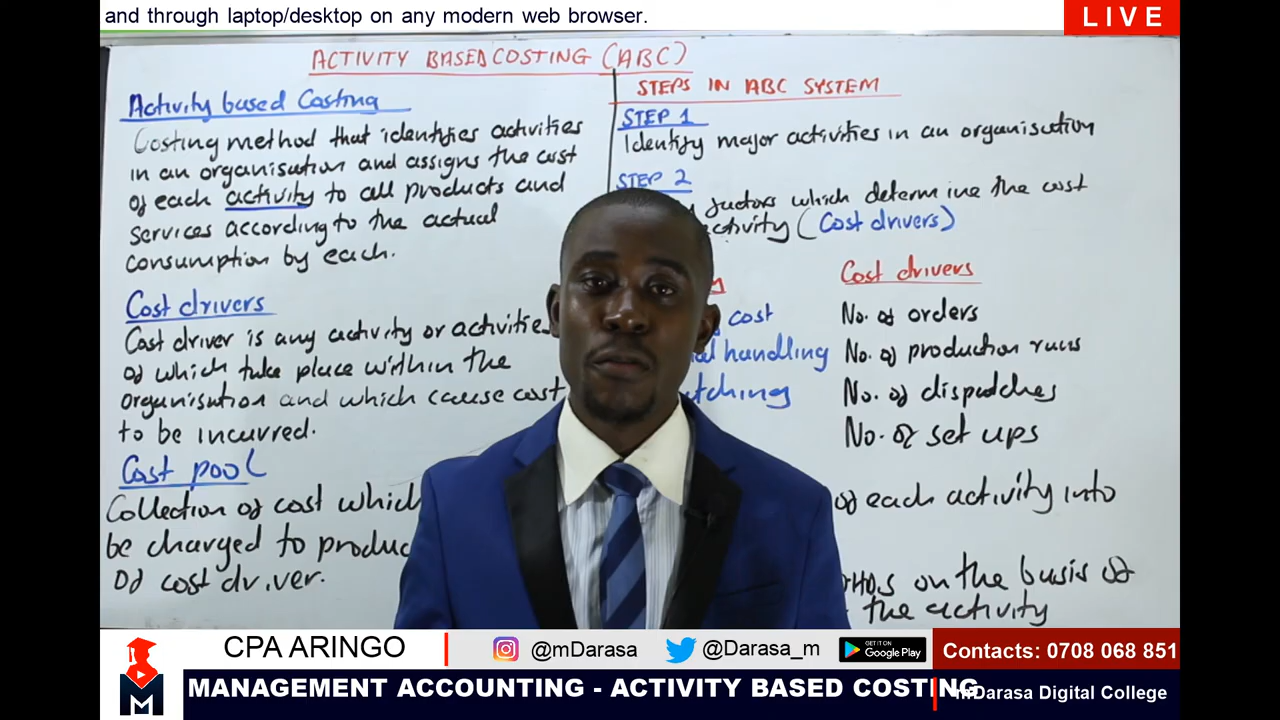 and through laptop/desktop on any modern web browser.
LIVE
ACTIVITY BASED COSTING (ABC)
Activity based Costing
Costing method that identifies activities
in an organisation and assigns the cost
of each activity to all products and
services according to the actual
consumption by each.
Cost drivers
Cost driver is any activity or activities
of which take place within the
organisation and which cause cost
to be incurred.
Cost pool
Collection of cost which
be charged to
of cost driver.
STEPS IN ABC SYSTEM
STEP 1
Identify major activities in an organisation
STEP 2
factors which determine the cost
activity (Cost drivers)
Cost drivers
cost No. of orders
handling No. of production runs
No. of dispatches
No. of set ups
of each activity into
on the basis of
the activity
CPA ARINGO
@mDarasa
@Darasa_m
GET IT ON
Google Play
Contacts: 0708 068 851
M
MANAGEMENT ACCOUNTING - ACTIVITY BASED COSTING
mDarasa Digital College